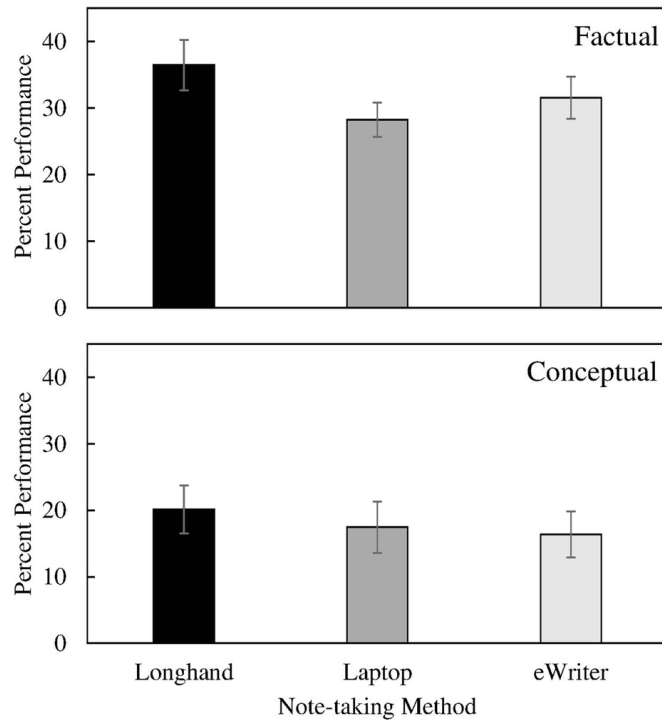 Factual
Percent Performance
40
30
20
10
0
Conceptual
Percent Performance
40
30
20
10
0
Longhand Laptop eWriter
Note-taking Method